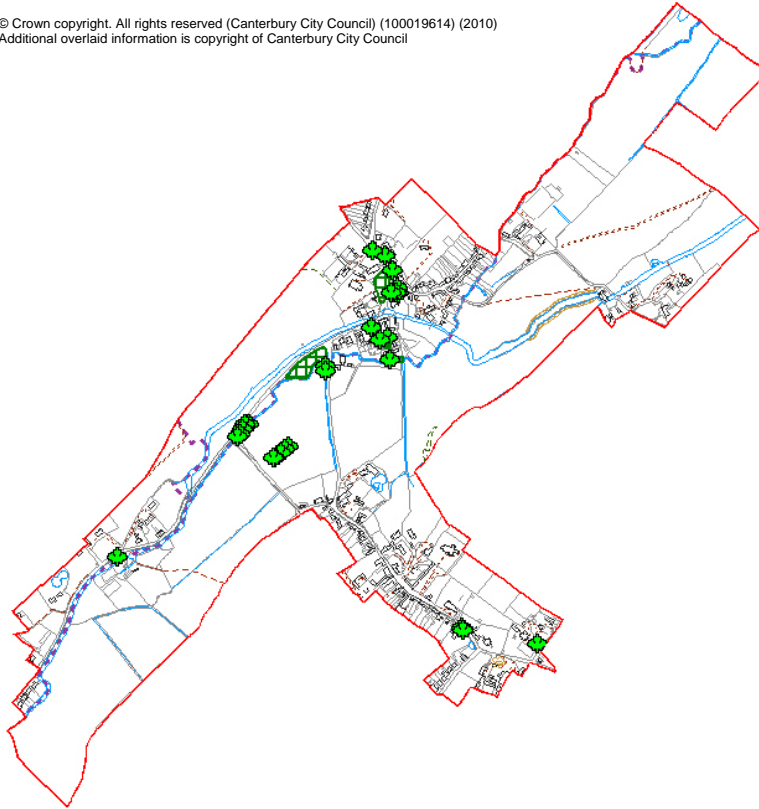 © Crown copyright. All rights reserved (Canterbury City Council) (100019614) (2010)
Additional overlaid information is copyright of Canterbury City Council